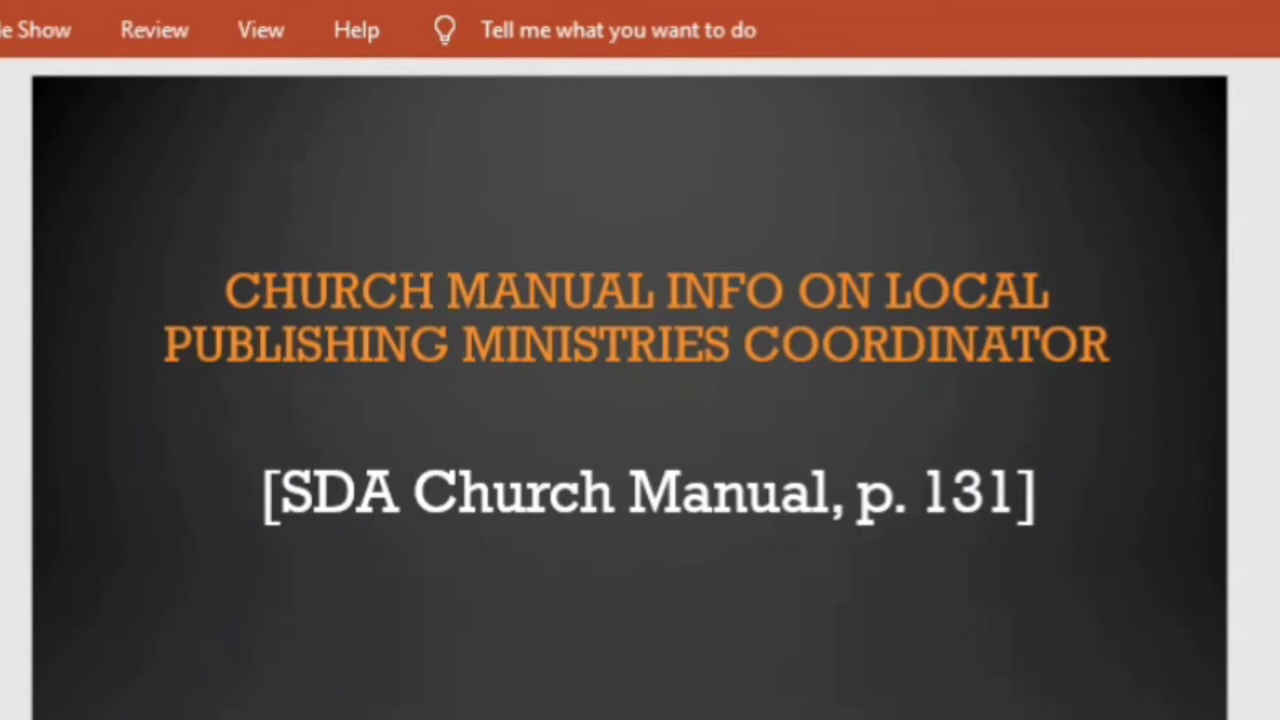 le Show Review View Help Tell me what you want to do
CHURCH MANUAL INFO ON LOCAL
PUBLISHING MINISTRIES COORDINATOR
[SDA Church Manual, p. 131]